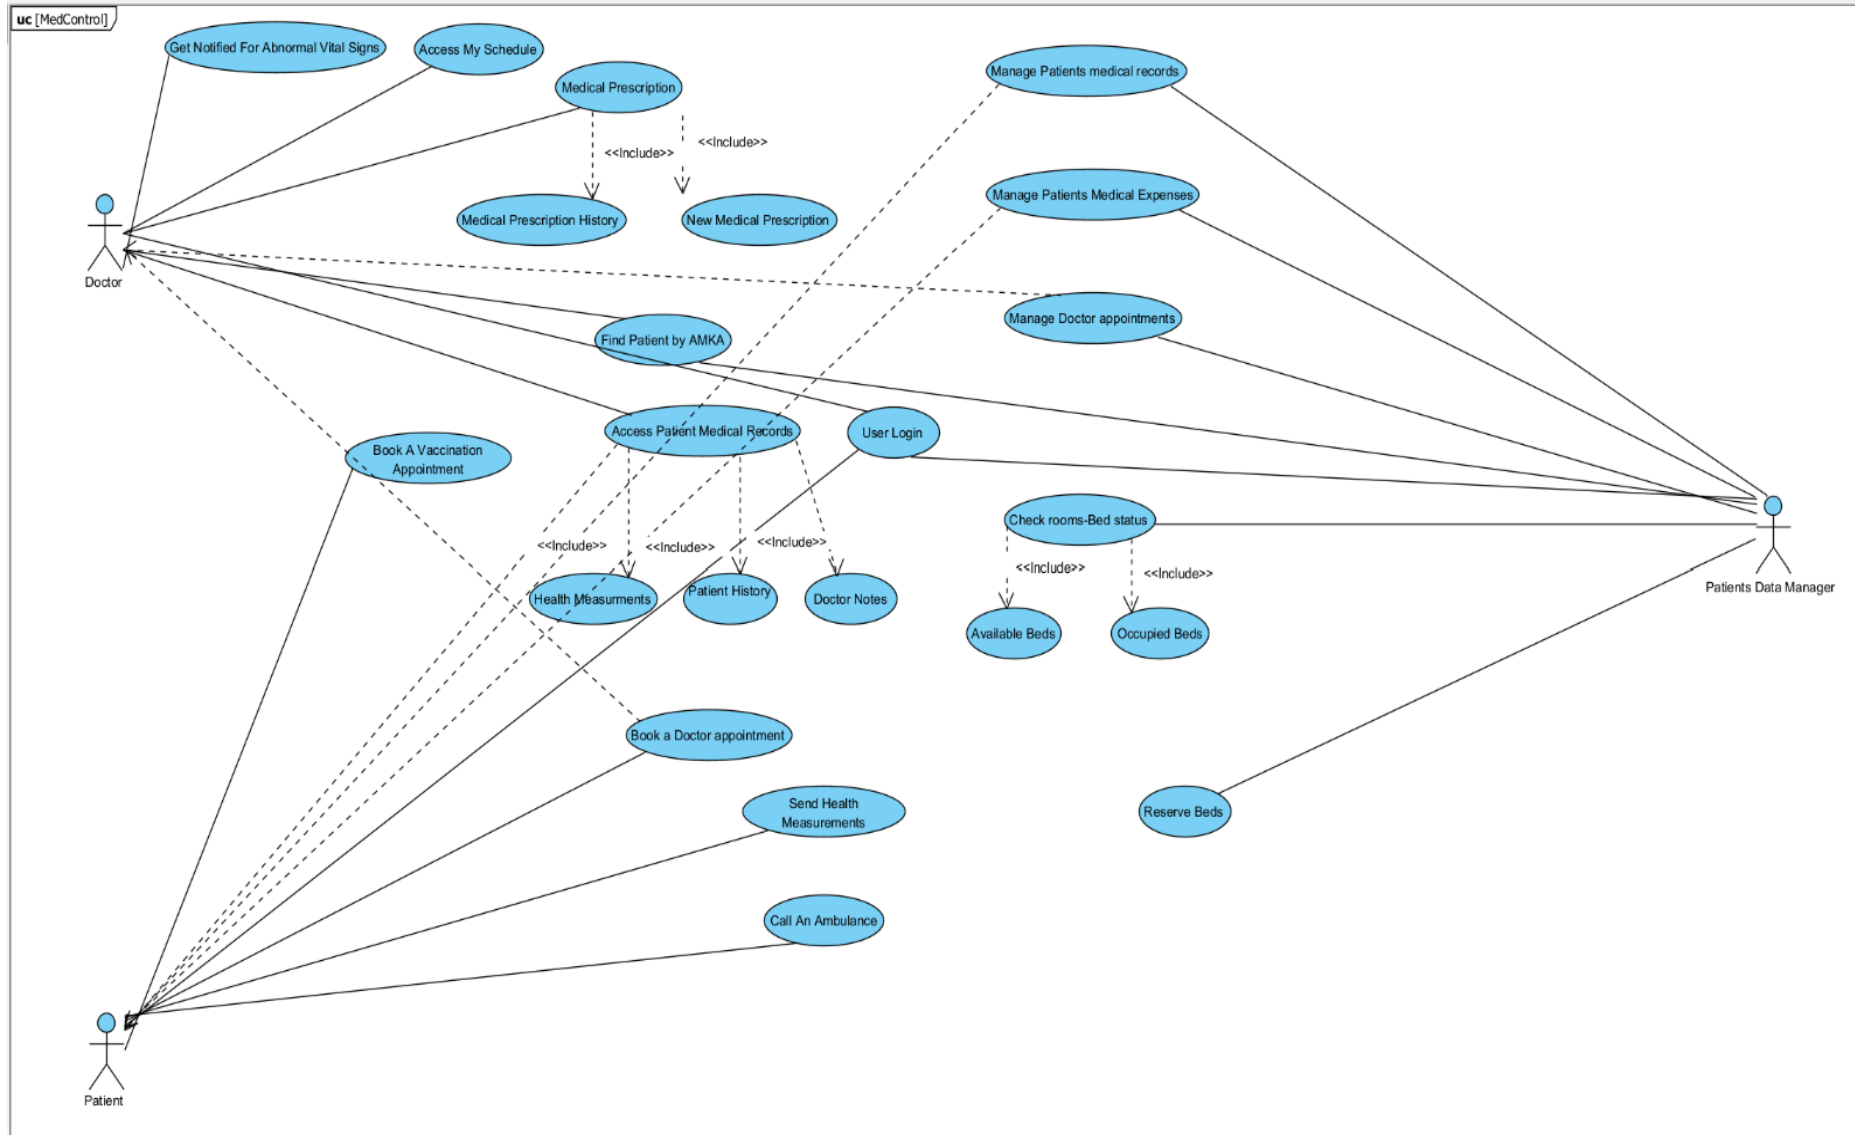 uc [MedControl]
Get Notified For Abnormal Vital Signs
Access My Schedule
Medical Prescription
Manage Patients medical records
<<Include>>
<<Include>>
Medical Prescription History
New Medical Prescription
Manage Patients Medical Expenses
Doctor
Manage Doctor appointments
Find Patient by AMKA
Access Patient Medical Records
User Login
Book A Vaccination
Appointment
Check rooms-Bed status
<<Include>>
<<Include>>
<<Include>>
<<Include>>
<<Include>>
Patients Data Manager
Health Measurments
Patient History
Doctor Notes
Available Beds
Occupied Beds
Book a Doctor appointment
Send Health
Measurements
Reserve Beds
Call An Ambulance
Patient